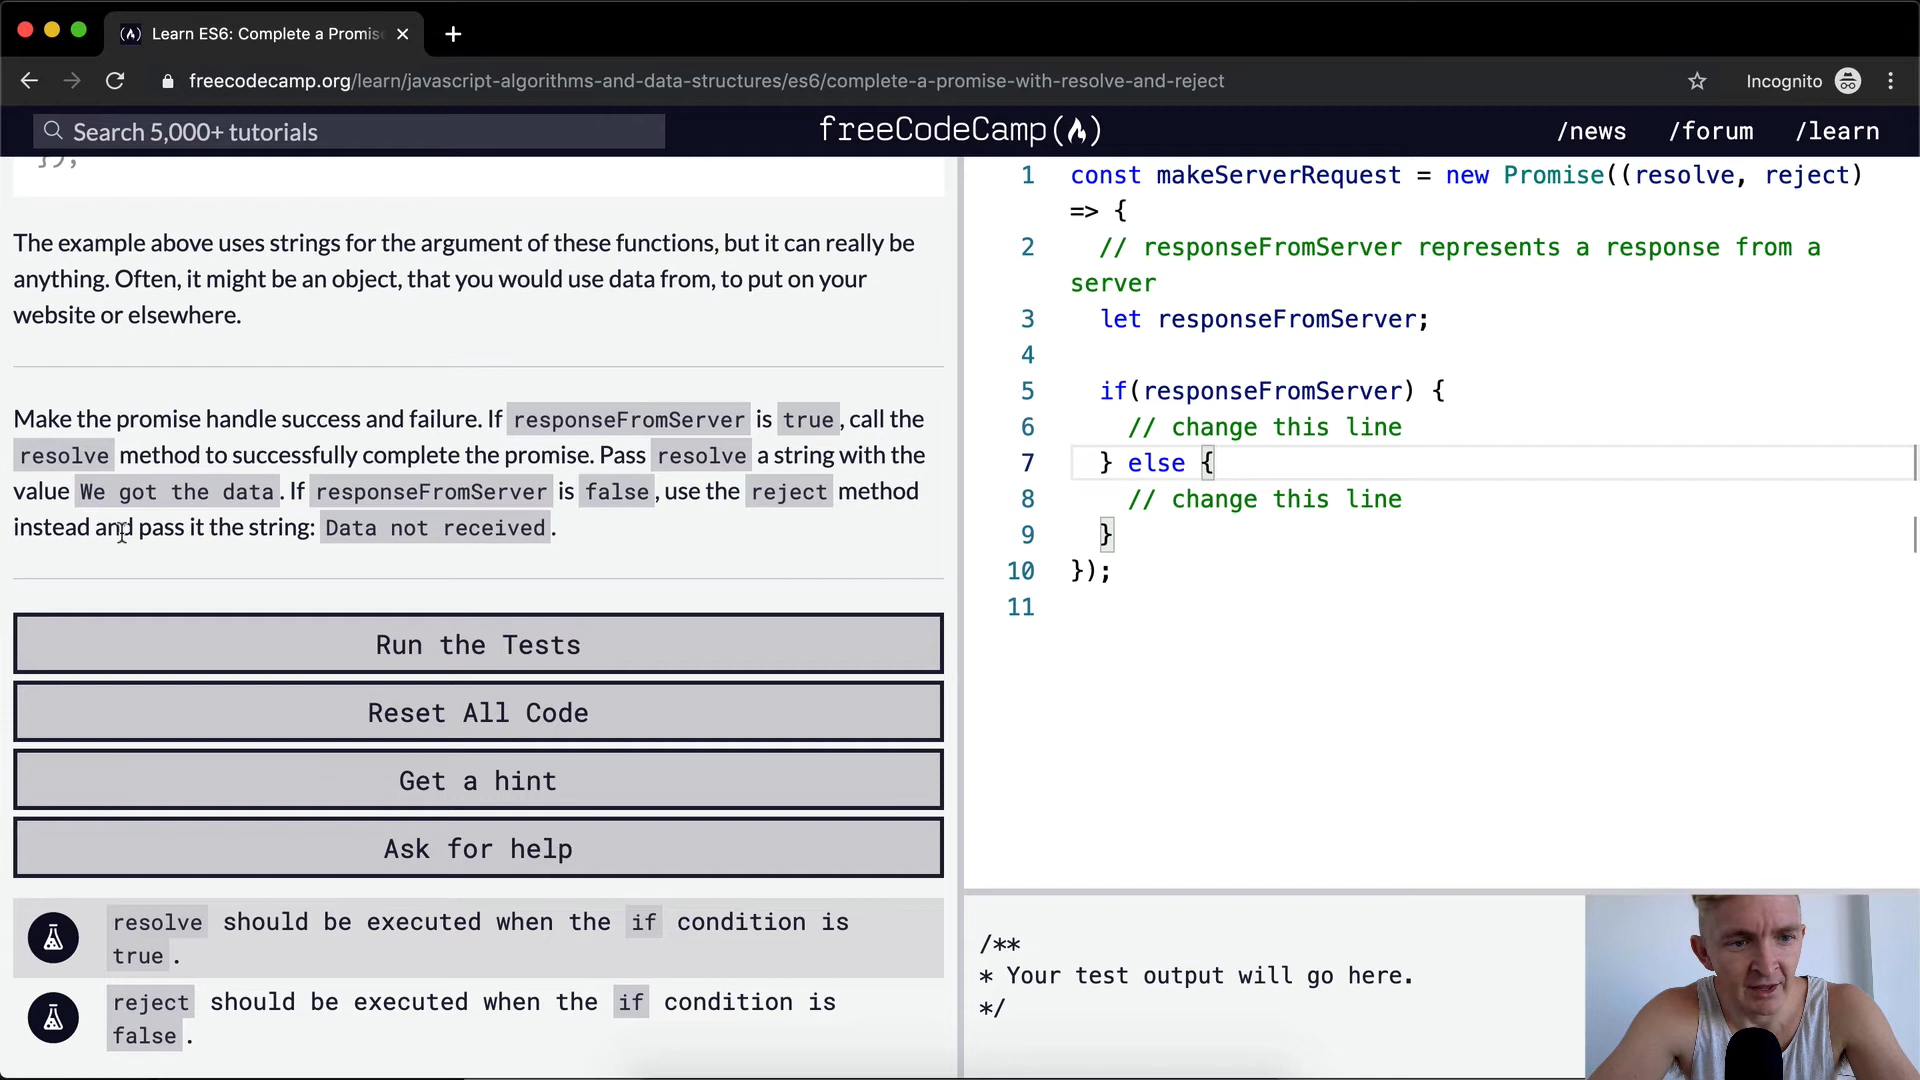 Learn ES6: Complete a Promis
freecodecamp.org/learn/javascript-algorithms-and-data-structures/es6/complete-a-promise-with-resolve-and-reject
Incognito
Search 5,000+ tutorials
freeCodeCamp
/news /forum /learn
});
The example above uses strings for the argument of these functions, but it can really be
anything. Often, it might be an object, that you would use data from, to put on your
website or elsewhere.
Make the promise handle success and failure. If responseFromServer is true, call the
resolve method to successfully complete the promise. Pass resolve a string with the
value We got the data. If responseFromServer is false, use the reject method
instead and pass it the string: Data not received.
Run the Tests
Reset All Code
Get a hint
Ask for help
resolve should be executed when the if condition is
true.
reject should be executed when the if condition is
false.
1 const makeServerRequest = new Promise((resolve, reject)
=> {
2 // responseFromServer represents a response from a
server
3 let responseFromServer;
4
5 if(responseFromServer) {
6 // change this line
7 } else {
8 // change this line
9 }
10 });
11
/**
* Your test output will go here.
*/